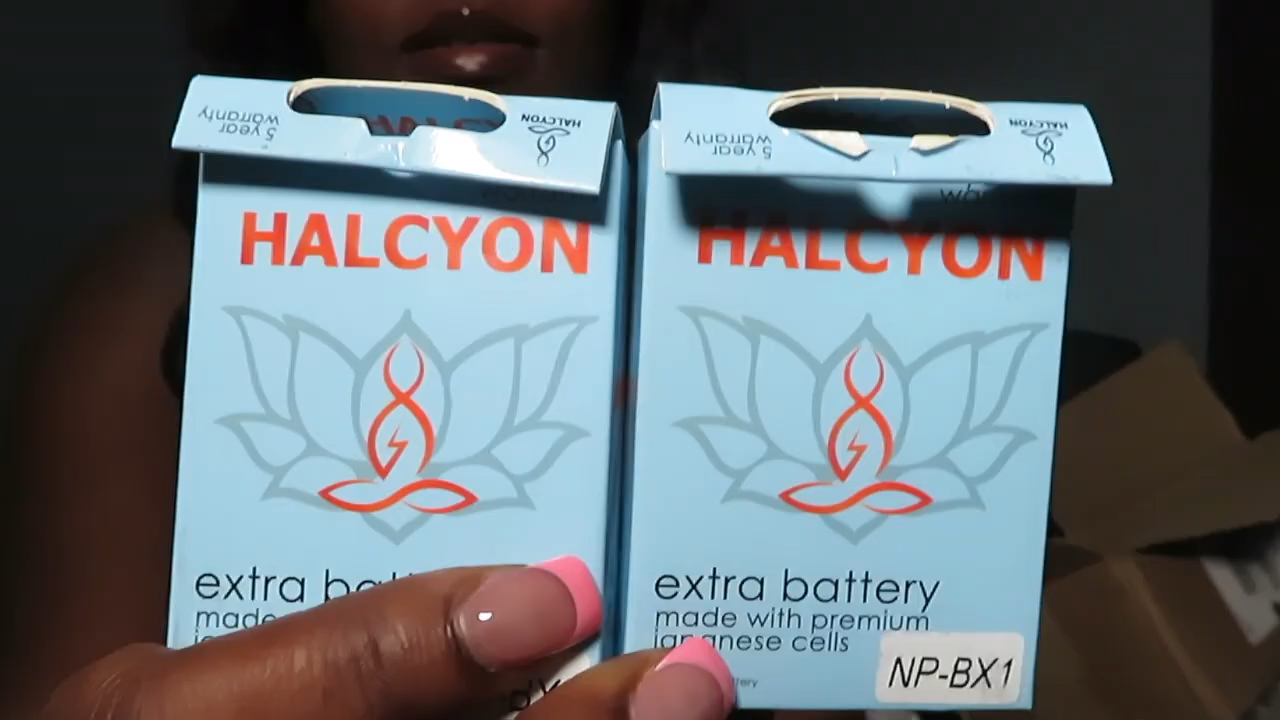 5 year
warranty
HALCYON
HALCYON
extra
made
5 year
warranty
HALCYON
HALCYON
extra battery
made with premium
japanese cells
NP-BX1